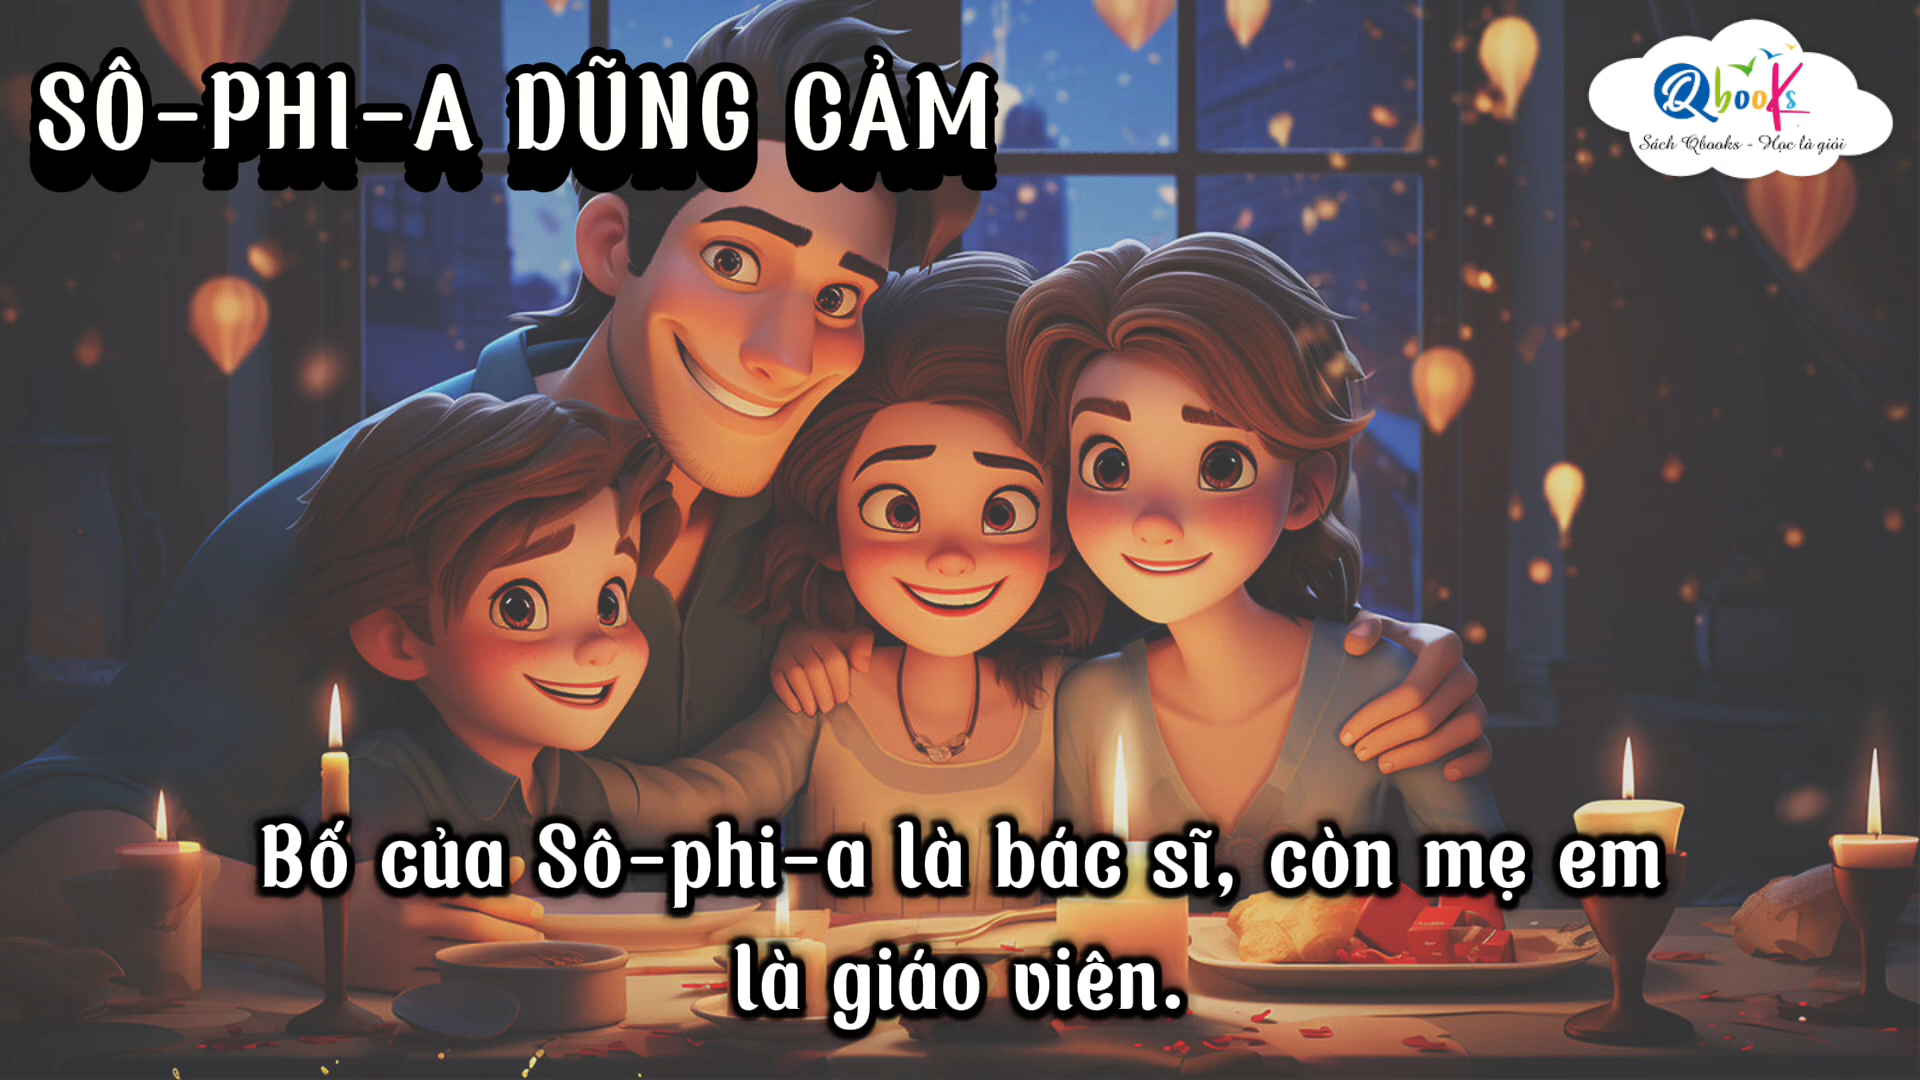 SÔ-PHI-A DŨNG CẢM
Qbooks
Sách Qbooks - Học là giỏi
Bố của Sô-phi-a là bác sĩ, còn mẹ em
là giáo viên.